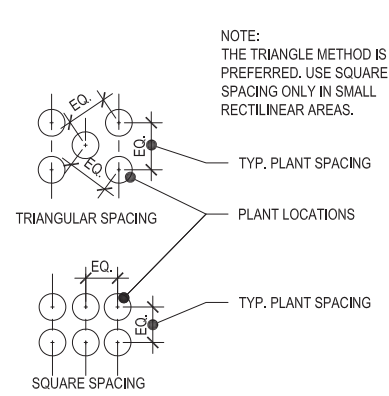 NOTE:
THE TRIANGLE METHOD IS
PREFERRED. USE SQUARE
SPACING ONLY IN SMALL
RECTILINEAR AREAS.
EQ.
EQ.
EQ.
TYP. PLANT SPACING
TRIANGULAR SPACING
PLANT LOCATIONS
EQ.
EQ.
TYP. PLANT SPACING
SQUARE SPACING